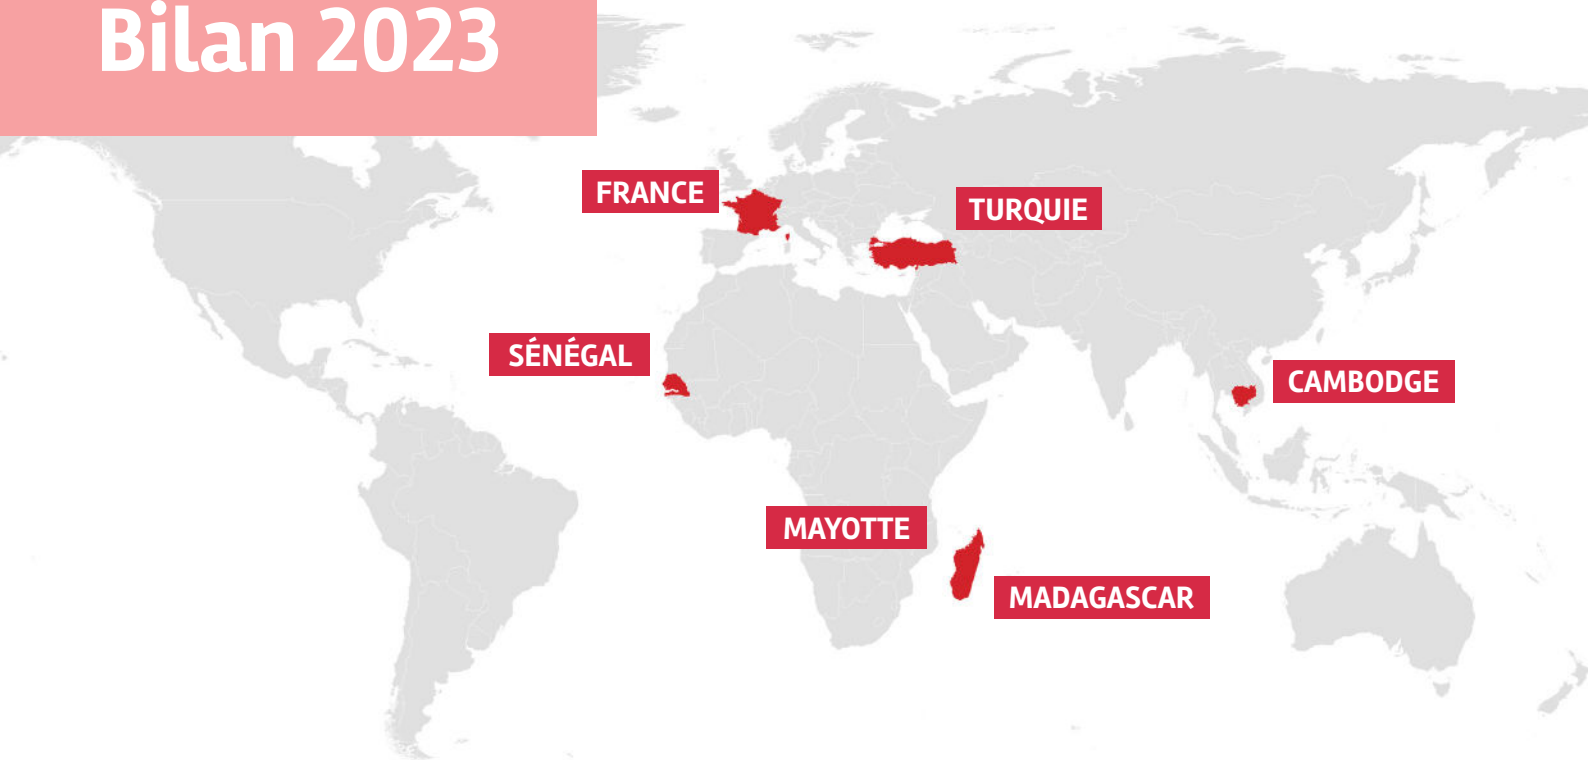 Bilan 2023
FRANCE
TURQUIE
SÉNÉGAL
CAMBODGE
MAYOTTE
MADAGASCAR